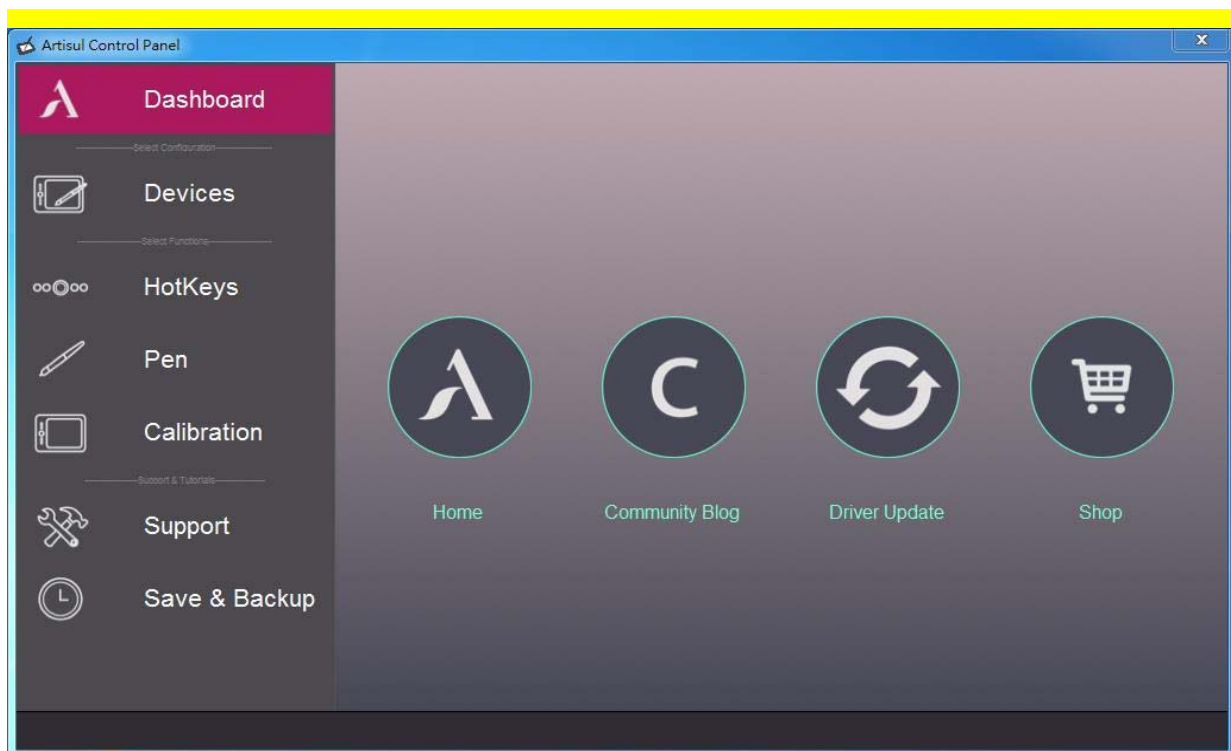 Artisul Control Panel
Dashboard
Select Configuration
Devices
Select Functions
HotKeys
Pen
Calibration
Support & Tutorials
Support
Save & Backup
Home
Community Blog
Driver Update
Shop